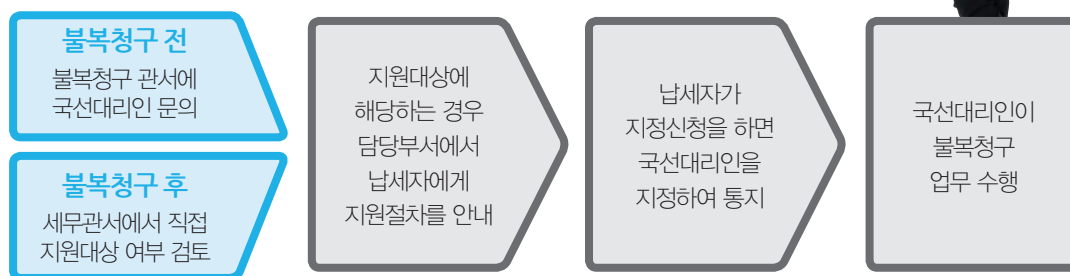 불복청구 전
불복청구 관서에
국선대리인 문의
불복청구 후
세무관서에서 직접
지원대상 여부 검토
지원대상에
해당하는 경우
담당부서에서
납세자에게
지원절차를 안내
납세자가
지정신청을 하면
국선대리인을
지정하여 통지
국선대리인이
불복청구
업무 수행